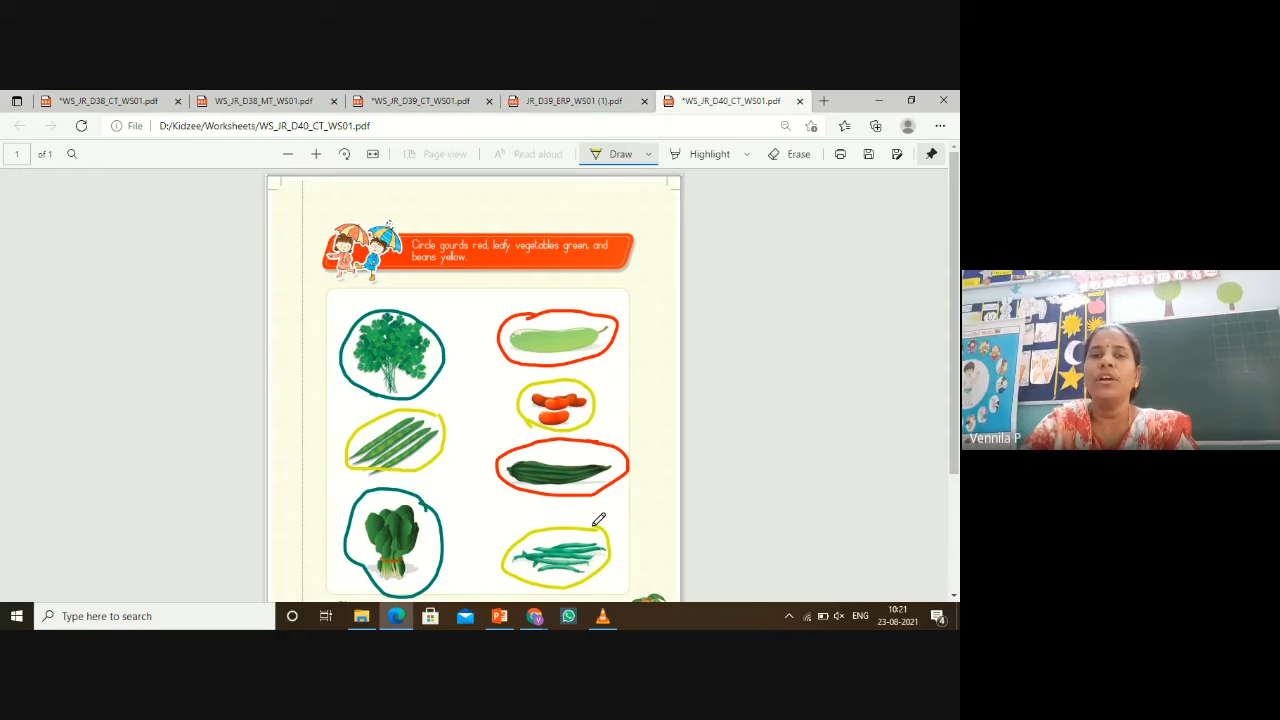 *WS_JR_D38_CT_WS01.pdf
WS_JR_D38_MT_WS01.pdf
*WS_JR_D39_CT_WS01.pdf
JR_D39_ERP_WS01 (1).pdf
*WS_JR_D40_CT_WS01.pdf
File
D:/Kidzee/Worksheets/WS_JR_D40_CT_WS01.pdf
1 of 1
Page view
Read aloud
Draw
Highlight
Erase
Circle gourds red, leafy vegetables green, and
beans yellow.
Vennila P
Type here to search
ENG
10:21
23-08-2021
4